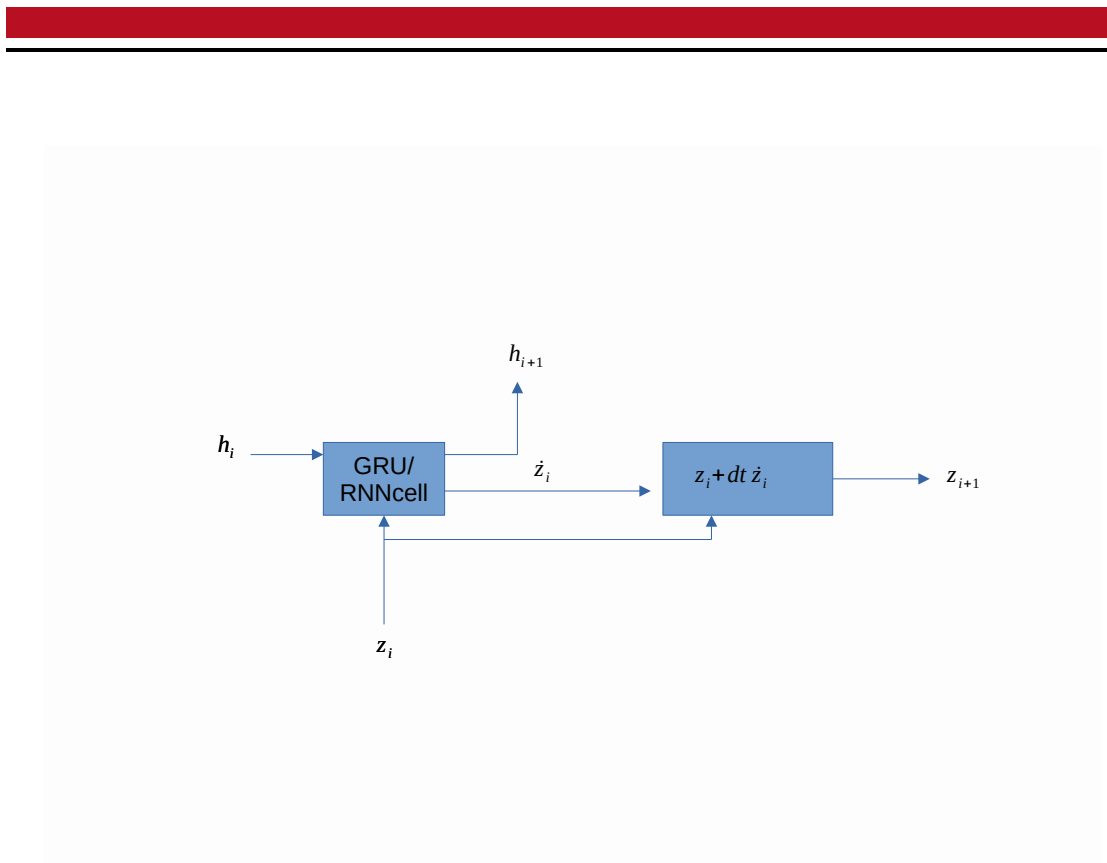 h_{i+1}
h_i
GRU/
RNNcell
ż_i
z_i+dt ż_i
z_{i+1}
z_i